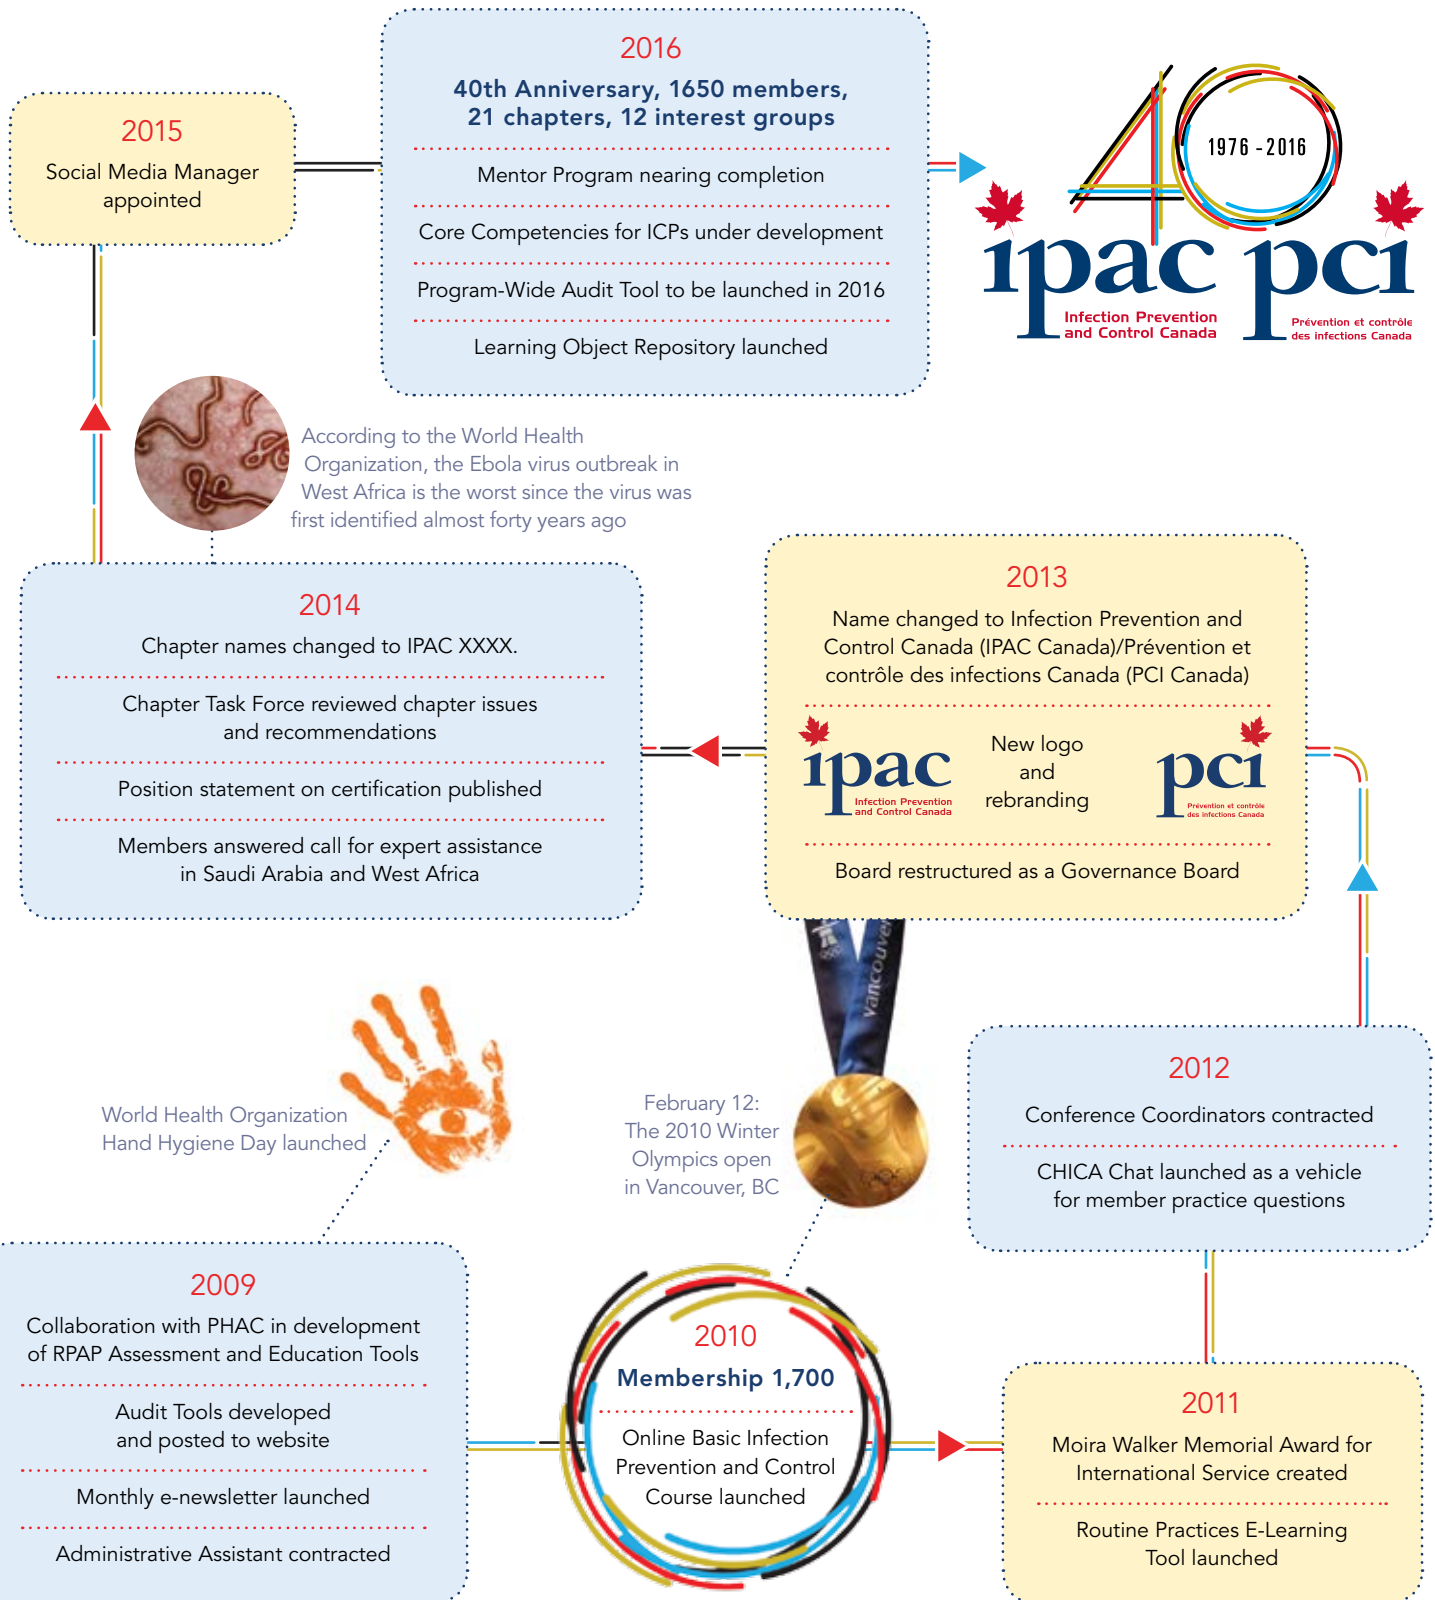 2016
40th Anniversary, 1650 members,
21 chapters, 12 interest groups
Mentor Program nearing completion
Core Competencies for ICPs under development
Program-Wide Audit Tool to be launched in 2016
Learning Object Repository launched
40
1976 - 2016
ipac
Infection Prevention
and Control Canada
pci
Prévention et contrôle
des infections Canada
2015
Social Media Manager
appointed
According to the World Health
Organization, the Ebola virus outbreak in
West Africa is the worst since the virus was
first identified almost forty years ago
2014
Chapter names changed to IPAC XXXX.
Chapter Task Force reviewed chapter issues
and recommendations
Position statement on certification published
Members answered call for expert assistance
in Saudi Arabia and West Africa
2013
Name changed to Infection Prevention and
Control Canada (IPAC Canada)/Prévention et
contrôle des infections Canada (PCI Canada)
ipac
Infection Prevention
and Control Canada
New logo
and
rebranding
pci
Prévention et contrôle
des infections Canada
Board restructured as a Governance Board
vancouver
World Health Organization
Hand Hygiene Day launched
February 12:
The 2010 Winter
Olympics open
in Vancouver, BC
2012
Conference Coordinators contracted
CHICA Chat launched as a vehicle
for member practice questions
2009
Collaboration with PHAC in development
of RPAP Assessment and Education Tools
Audit Tools developed
and posted to website
Monthly e-newsletter launched
Administrative Assistant contracted
2010
Membership 1,700
Online Basic Infection
Prevention and Control
Course launched
2011
Moira Walker Memorial Award for
International Service created
Routine Practices E-Learning
Tool launched